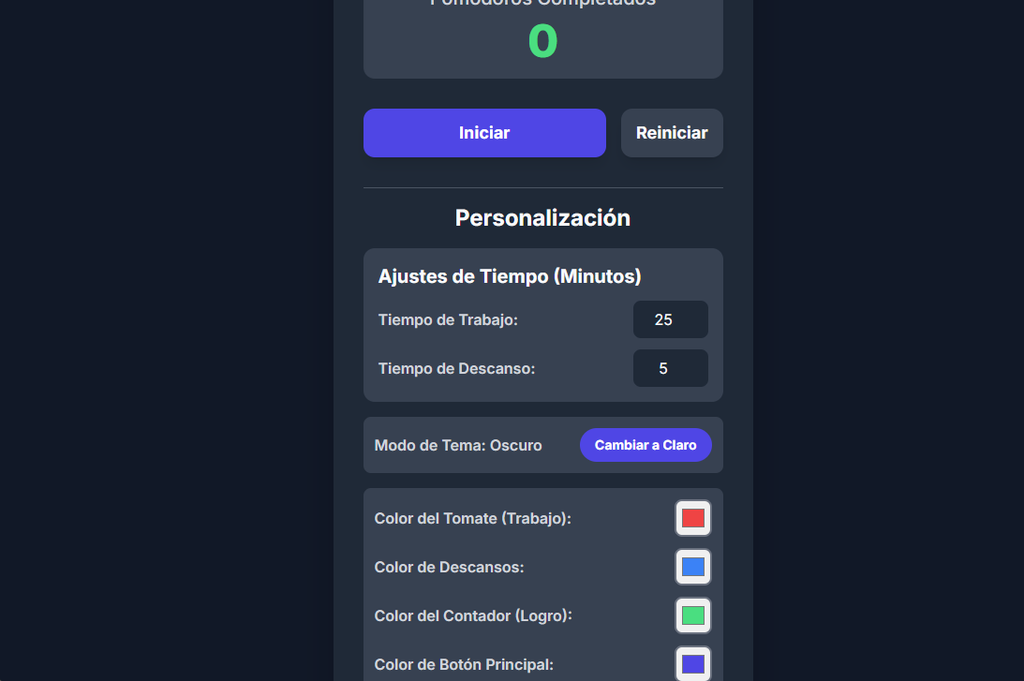 Pomodoros Completados
0
Iniciar
Reiniciar
Personalización
Ajustes de Tiempo (Minutos)
Tiempo de Trabajo:
25
Tiempo de Descanso:
5
Modo de Tema: Oscuro
Cambiar a Claro
Color del Tomate (Trabajo):
Color de Descansos:
Color del Contador (Logro):
Color de Botón Principal: